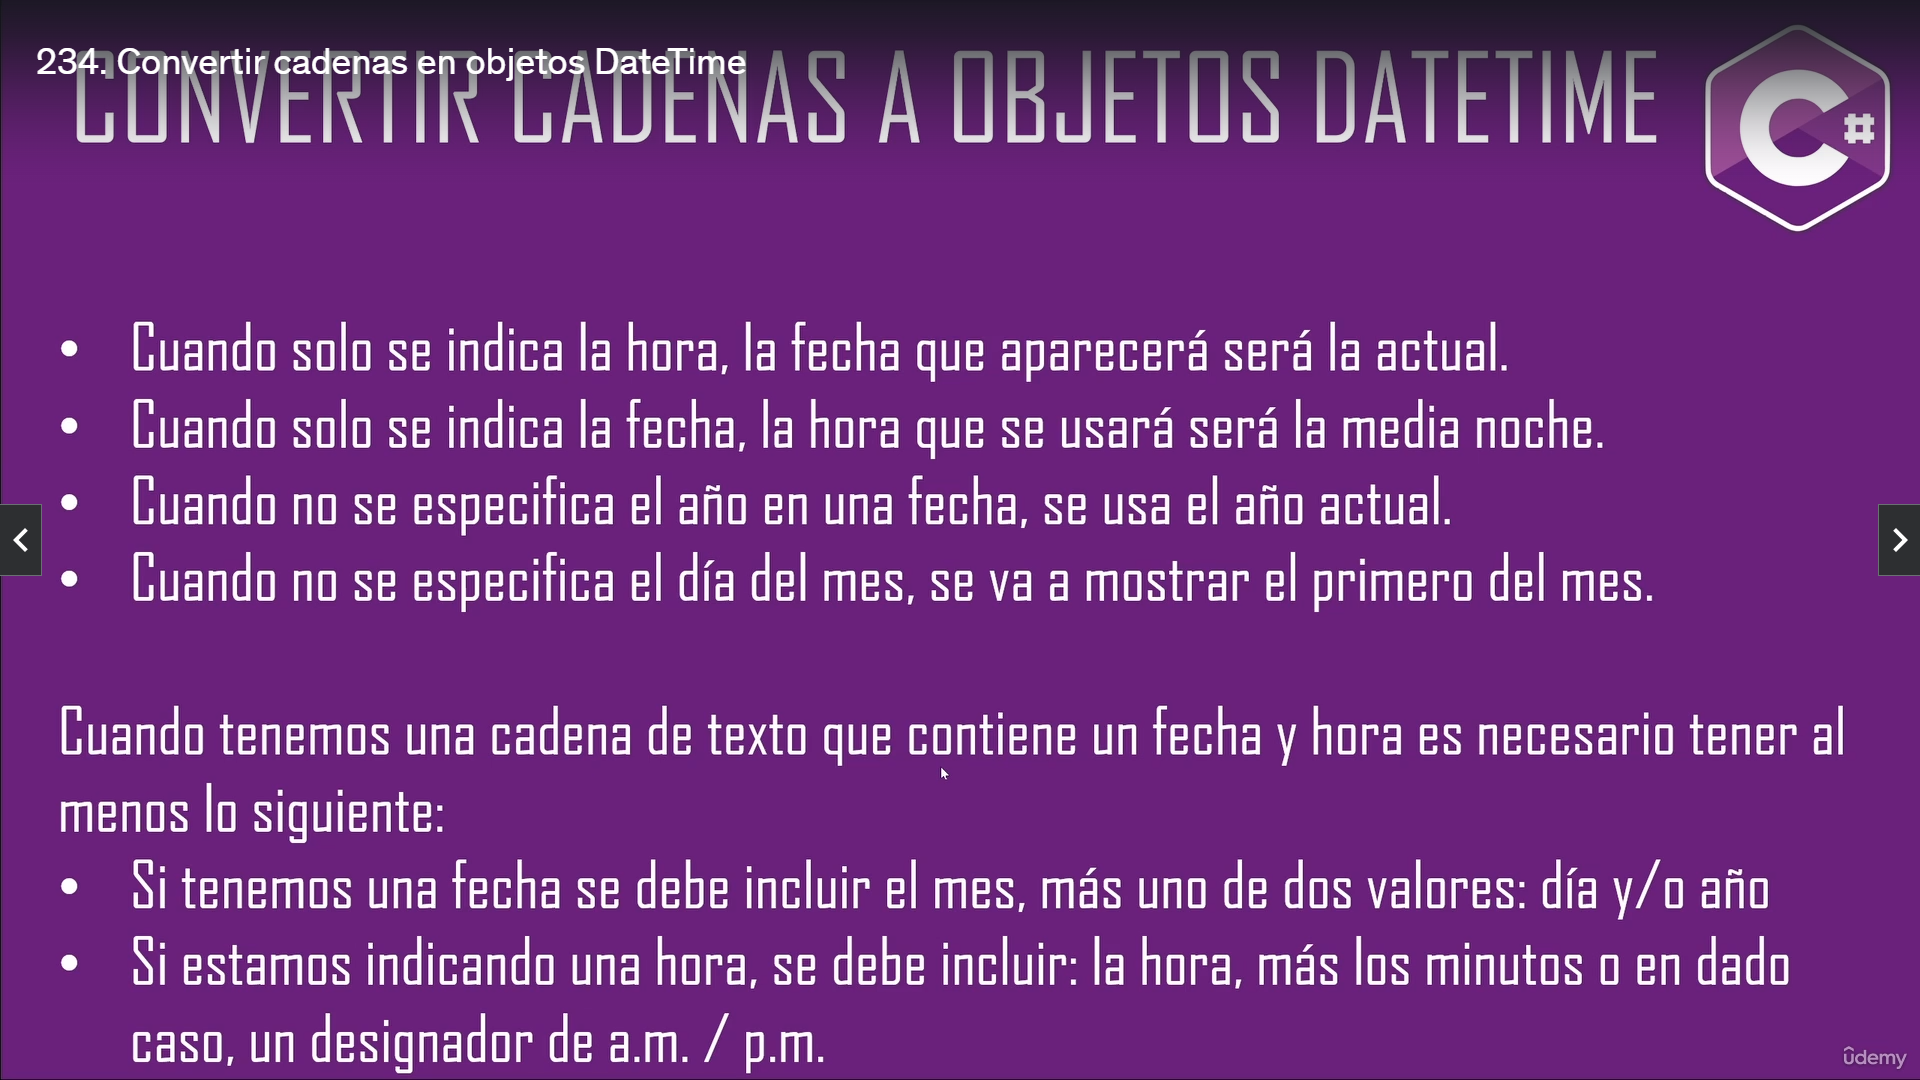 234. Convertir cadenas en objetos DateTime
CONVERTIR CADENAS A OBJETOS DATETIME
C#
• Cuando solo se indica la hora, la fecha que aparecerá será la actual.
• Cuando solo se indica la fecha, la hora que se usará será la media noche.
• Cuando no se especifica el año en una fecha, se usa el año actual.
• Cuando no se especifica el día del mes, se va a mostrar el primero del mes.
Cuando tenemos una cadena de texto que contiene un fecha y hora es necesario tener al
menos lo siguiente:
• Si tenemos una fecha se debe incluir el mes, más uno de dos valores: día y/o año
• Si estamos indicando una hora, se debe incluir: la hora, más los minutos o en dado
caso, un designador de a.m. / p.m.
ûdemy